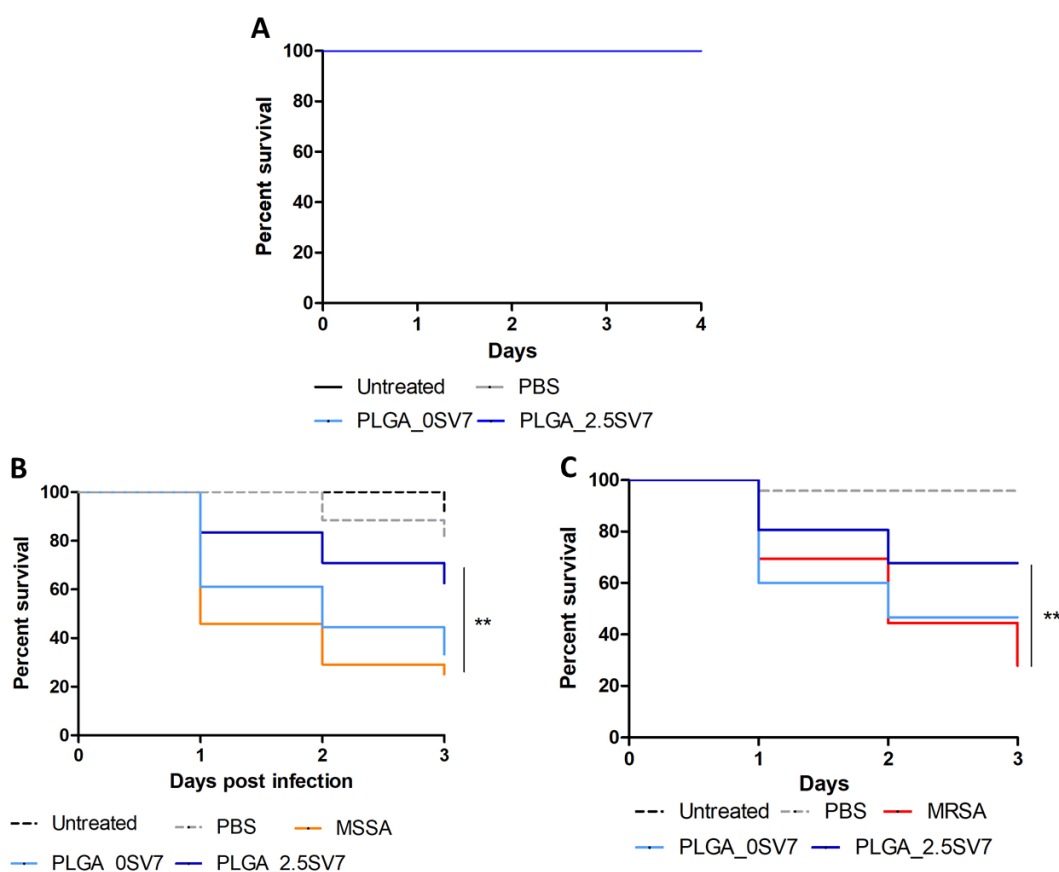 A
Percent survival
100
80
60
40
20
0
0 1 2 3 4
Days
Untreated PBS
PLGA_0SV7 PLGA_2.5SV7
B
Percent survival
100
80
60
40
20
0
0 1 2 3
**
Days post infection
Untreated PBS MSSA
PLGA_0SV7 PLGA_2.5SV7
C
Percent survival
100
80
60
40
20
0
0 1 2 3
**
Days
Untreated PBS MRSA
PLGA_0SV7 PLGA_2.5SV7